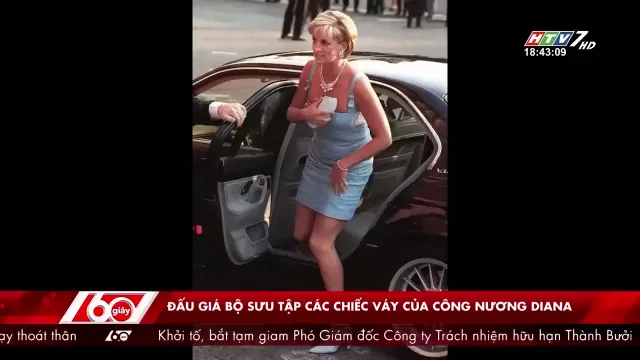 HTV7 HD
18:43:09
60 giây
ĐẤU GIÁ BỘ SƯU TẬP CÁC CHIẾC VÁY CỦA CÔNG NƯƠNG DIANA
ạy thoát thân 60 Khởi tố, bắt tạm giam Phó Giám đốc Công ty Trách nhiệm hữu hạn Thành Bưởi